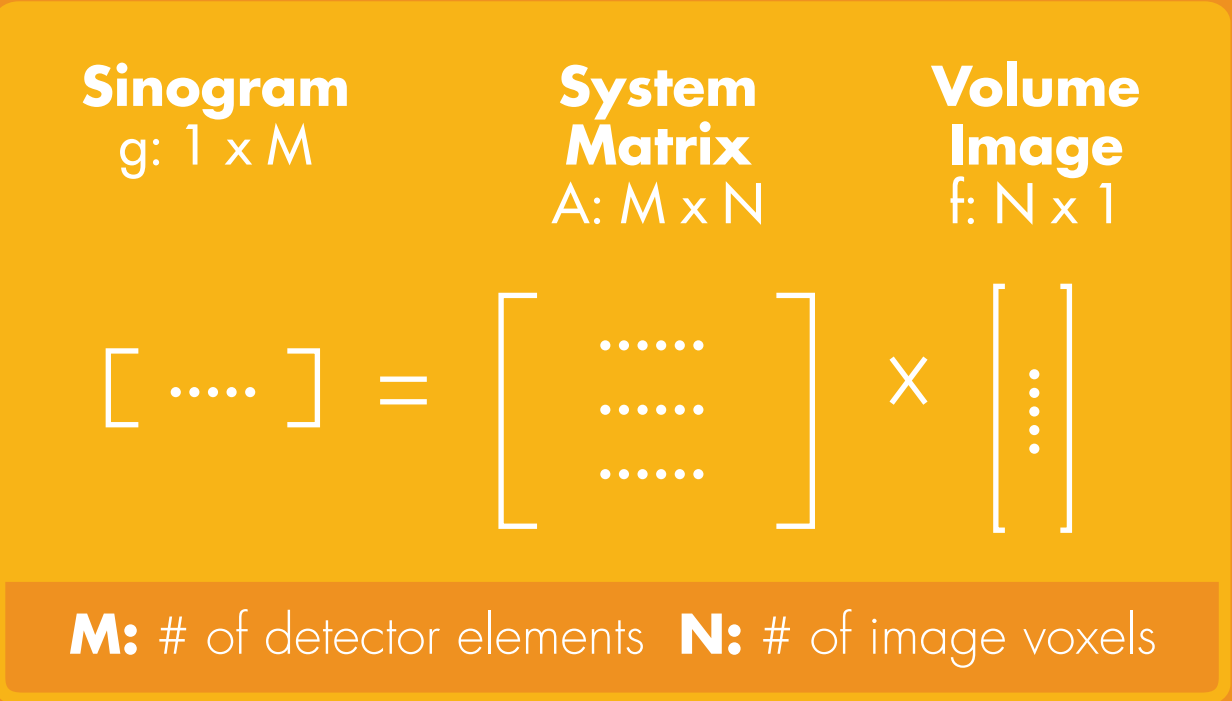 Sinogram
g: 1 x M
System
Matrix
A: M x N
Volume
Image
f: N x 1
[ ..... ] = [ ...... ...... ...... ] x [ ..... ]
M: # of detector elements N: # of image voxels